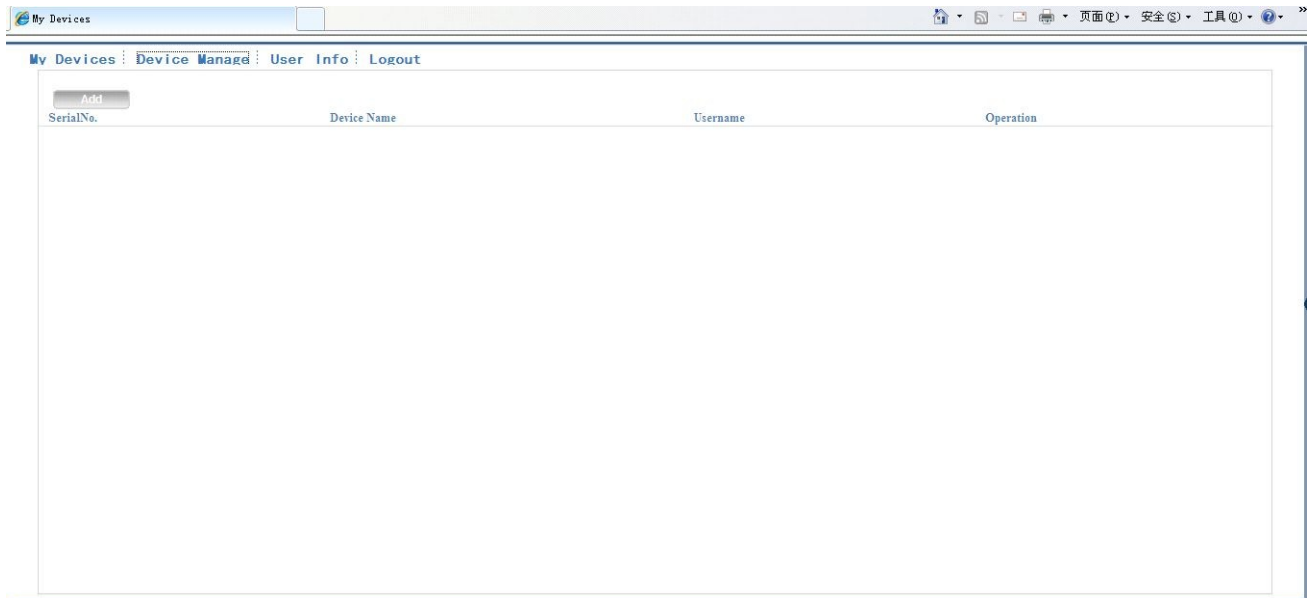 My Devices 页面(P) 安全(S) 工具(O) »
My Devices Device Manage User Info Logout
Add
SerialNo. Device Name Username Operation